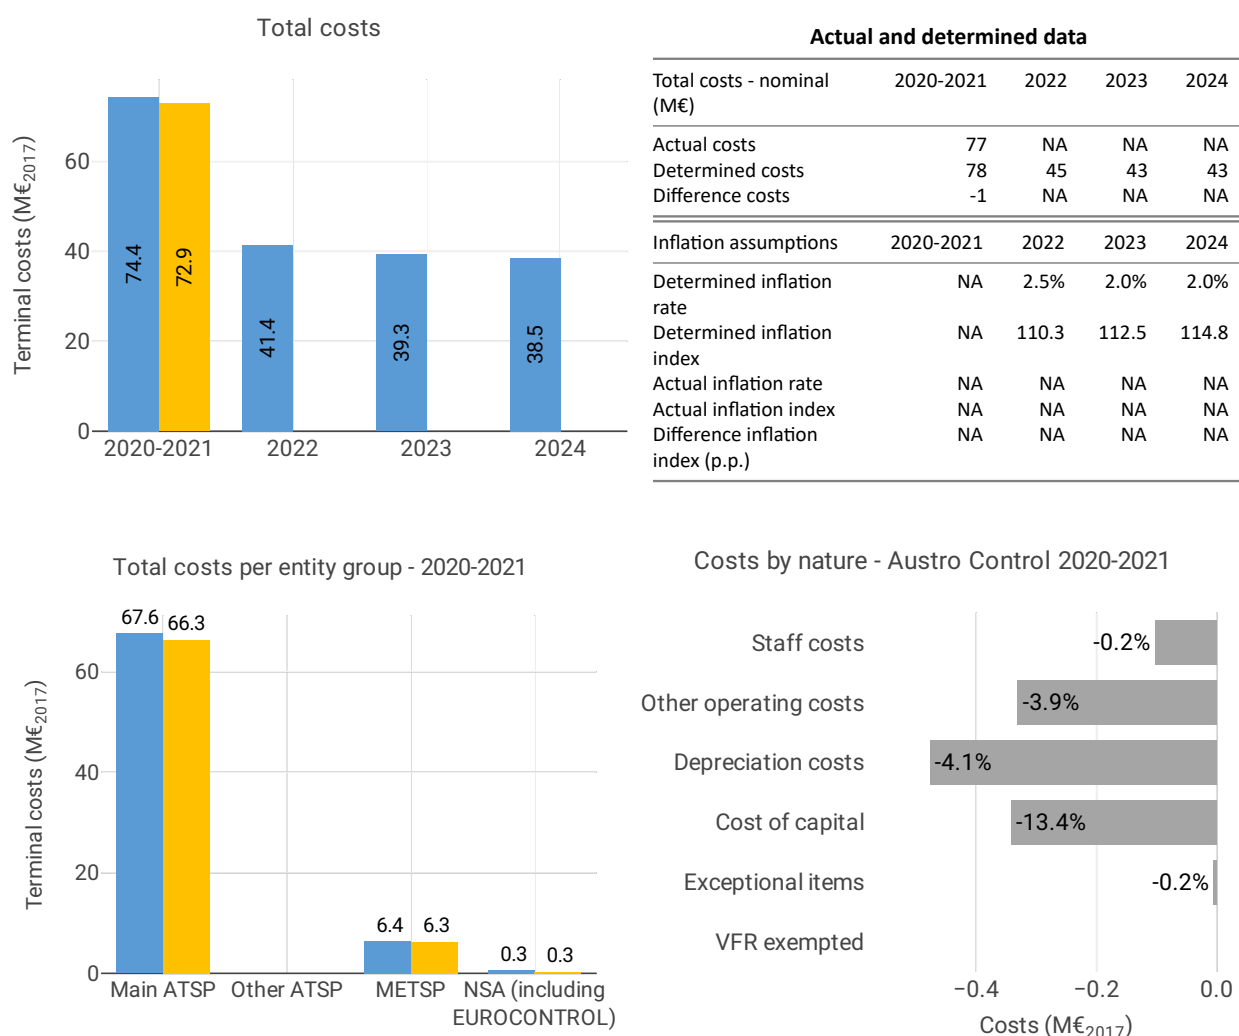 Total costs
Terminal costs (M€2017)
60
40
20
0
74.4
72.9
41.4
39.3
38.5
2020-2021
2022
2023
2024
Actual and determined data
Total costs - nominal 2020-2021 2022 2023 2024
(M€)
Actual costs 77 NA NA NA
Determined costs 78 45 43 43
Difference costs -1 NA NA NA
Inflation assumptions 2020-2021 2022 2023 2024
Determined inflation NA 2.5% 2.0% 2.0%
rate
Determined inflation NA 110.3 112.5 114.8
index
Actual inflation rate NA NA NA NA
Actual inflation index NA NA NA NA
Difference inflation NA NA NA NA
index (p.p.)
Total costs per entity group - 2020-2021
Terminal costs (M€2017)
60
40
20
0
67.6
66.3
6.4
6.3
0.3
0.3
Main ATSP
Other ATSP
METSP
NSA (including
EUROCONTROL)
Costs by nature - Austro Control 2020-2021
Staff costs -0.2%
Other operating costs -3.9%
Depreciation costs -4.1%
Cost of capital -13.4%
Exceptional items -0.2%
VFR exempted
−0.4 −0.2 0.0
Costs (M€2017)